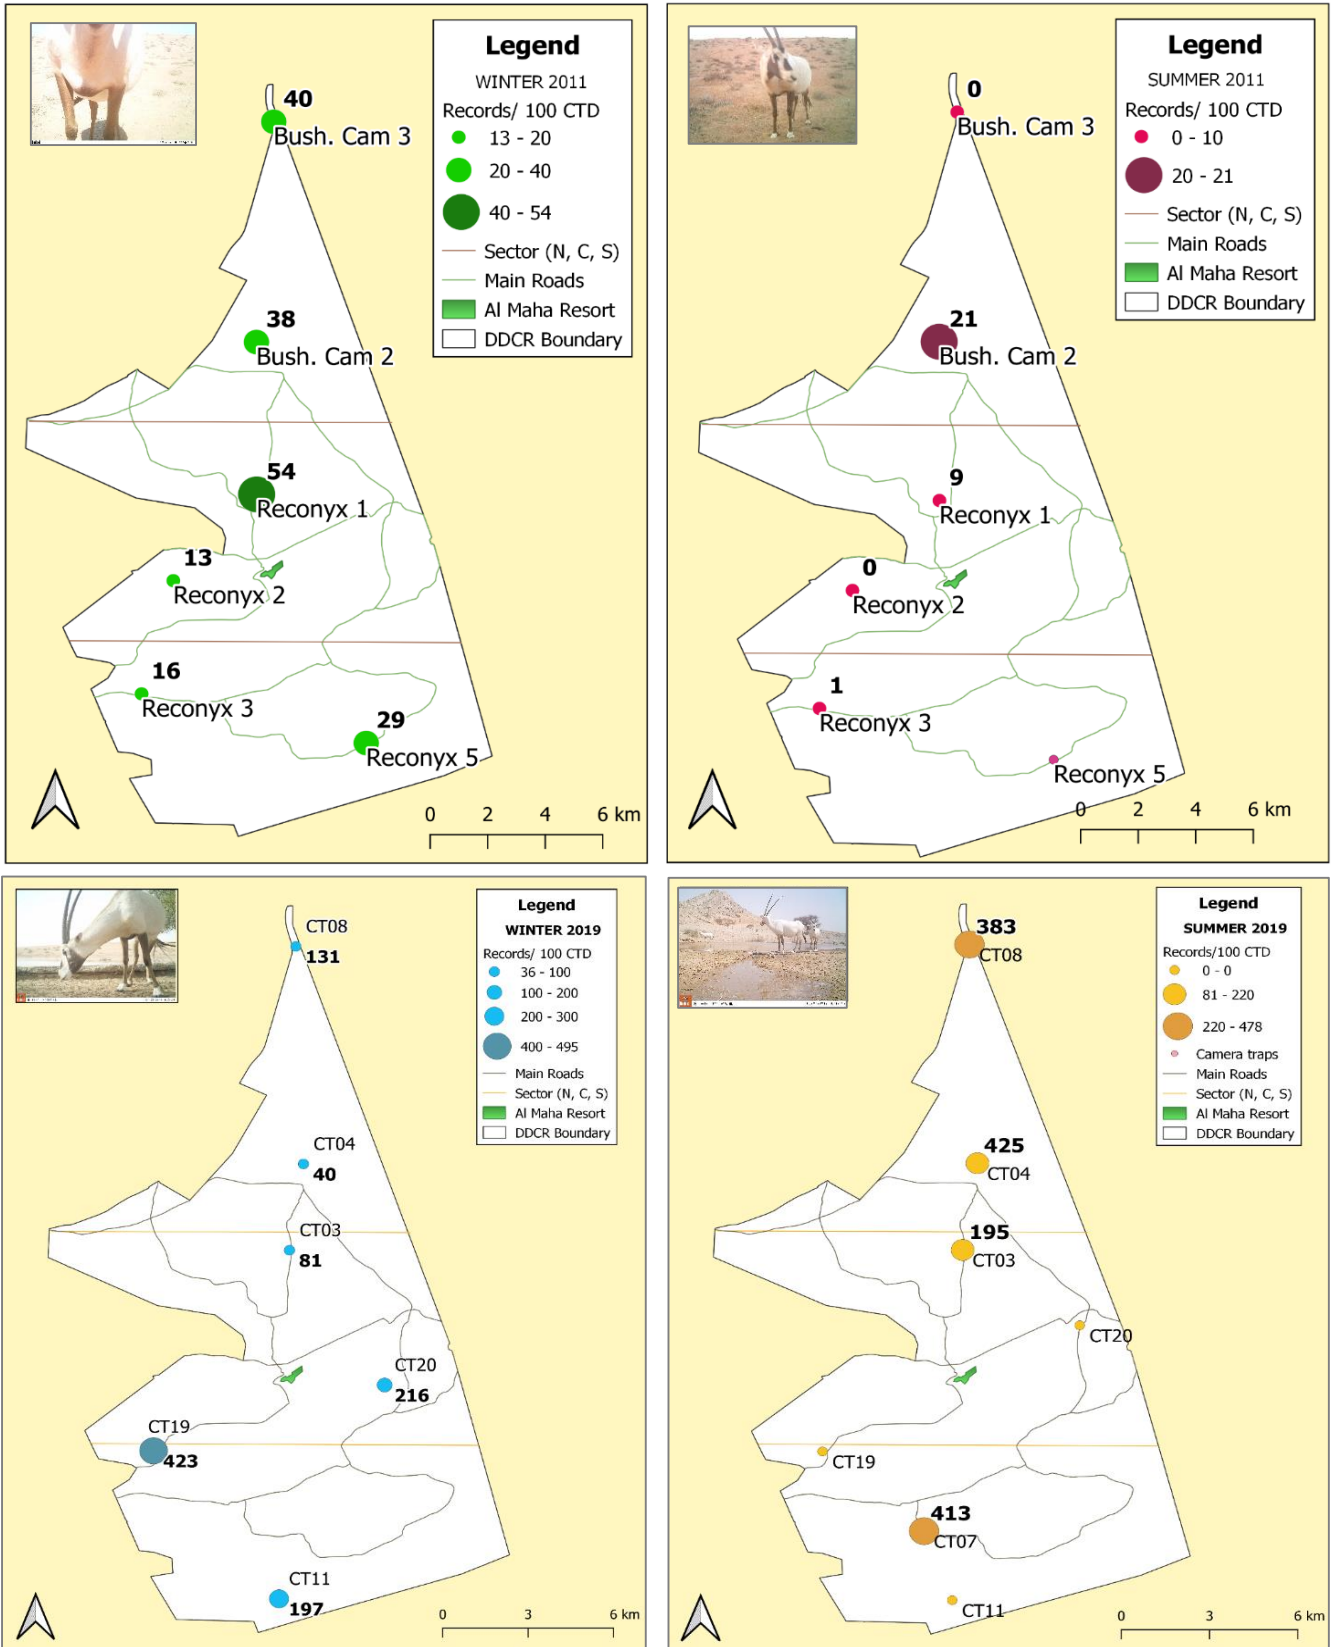 Legend
WINTER 2011
Records/ 100 CTD
13 - 20
20 - 40
40 - 54
Sector (N, C, S)
Main Roads
Al Maha Resort
DDCR Boundary
40
Bush. Cam 3
38
Bush. Cam 2
54
Reconyx 1
13
Reconyx 2
16
Reconyx 3
29
Reconyx 5
0 2 4 6 km
Legend
SUMMER 2011
Records/ 100 CTD
0 - 10
20 - 21
Sector (N, C, S)
Main Roads
Al Maha Resort
DDCR Boundary
0
Bush. Cam 3
21
Bush. Cam 2
9
Reconyx 1
0
Reconyx 2
1
Reconyx 3
Reconyx 5
0 2 4 6 km
Legend
WINTER 2019
Records/ 100 CTD
36 - 100
100 - 200
200 - 300
400 - 495
Main Roads
Sector (N, C, S)
Al Maha Resort
DDCR Boundary
CT08
131
CT04
40
CT03
81
CT20
216
CT19
423
CT11
197
0 3 6 km
Legend
SUMMER 2019
Records/ 100 CTD
0 - 0
81 - 220
220 - 478
Camera traps
Main Roads
Sector (N, C, S)
Al Maha Resort
DDCR Boundary
383
CT08
425
CT04
195
CT03
CT20
CT19
413
CT07
CT11
0 3 6 km